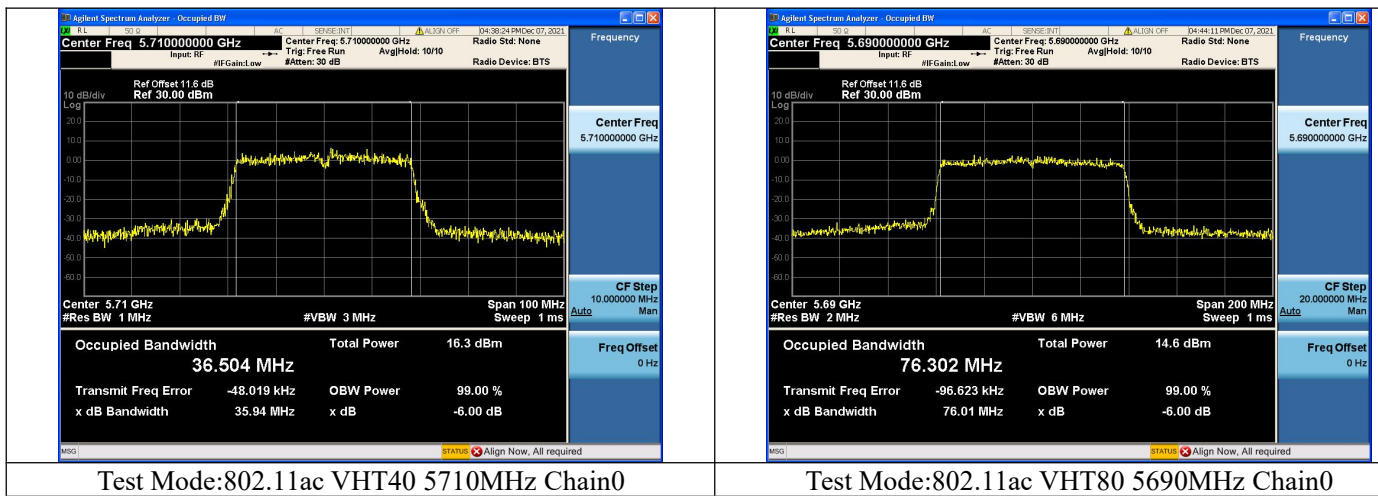 Agilent Spectrum Analyzer - Occupied BW
LXI RL 50 Ω AC SENSE:INT ALIGN OFF 04:38:24 PM Dec 07, 2021
Center Freq 5.710000000 GHz
Center Freq: 5.710000000 GHz
Radio Std: None
Input: RF
Trig: Free Run Avg|Hold: 10/10
#IFGain:Low
#Atten: 30 dB
Radio Device: BTS
Frequency
Ref Offset 11.6 dB
10 dB/div Ref 30.00 dBm
Log
20.0
10.0
0.00
-10.0
-20.0
-30.0
-40.0
-50.0
-60.0
Center Freq
5.710000000 GHz
Center 5.71 GHz Span 100 MHz
#Res BW 1 MHz #VBW 3 MHz Sweep 1 ms
CF Step
10.000000 MHz
Auto Man
Occupied Bandwidth Total Power 16.3 dBm
36.504 MHz
Transmit Freq Error -48.019 kHz OBW Power 99.00 %
x dB Bandwidth 35.94 MHz x dB -6.00 dB
Freq Offset
0 Hz
MSG STATUS Align Now, All required
Test Mode:802.11ac VHT40 5710MHz Chain0
Agilent Spectrum Analyzer - Occupied BW
LXI RL 50 Ω AC SENSE:INT ALIGN OFF 04:44:11 PM Dec 07, 2021
Center Freq 5.690000000 GHz
Center Freq: 5.690000000 GHz
Radio Std: None
Input: RF
Trig: Free Run Avg|Hold: 10/10
#IFGain:Low
#Atten: 30 dB
Radio Device: BTS
Frequency
Ref Offset 11.6 dB
10 dB/div Ref 30.00 dBm
Log
20.0
10.0
0.00
-10.0
-20.0
-30.0
-40.0
-50.0
-60.0
Center Freq
5.690000000 GHz
Center 5.69 GHz Span 200 MHz
#Res BW 2 MHz #VBW 6 MHz Sweep 1 ms
CF Step
20.000000 MHz
Auto Man
Occupied Bandwidth Total Power 14.6 dBm
76.302 MHz
Transmit Freq Error -96.623 kHz OBW Power 99.00 %
x dB Bandwidth 76.01 MHz x dB -6.00 dB
Freq Offset
0 Hz
MSG STATUS Align Now, All required
Test Mode:802.11ac VHT80 5690MHz Chain0